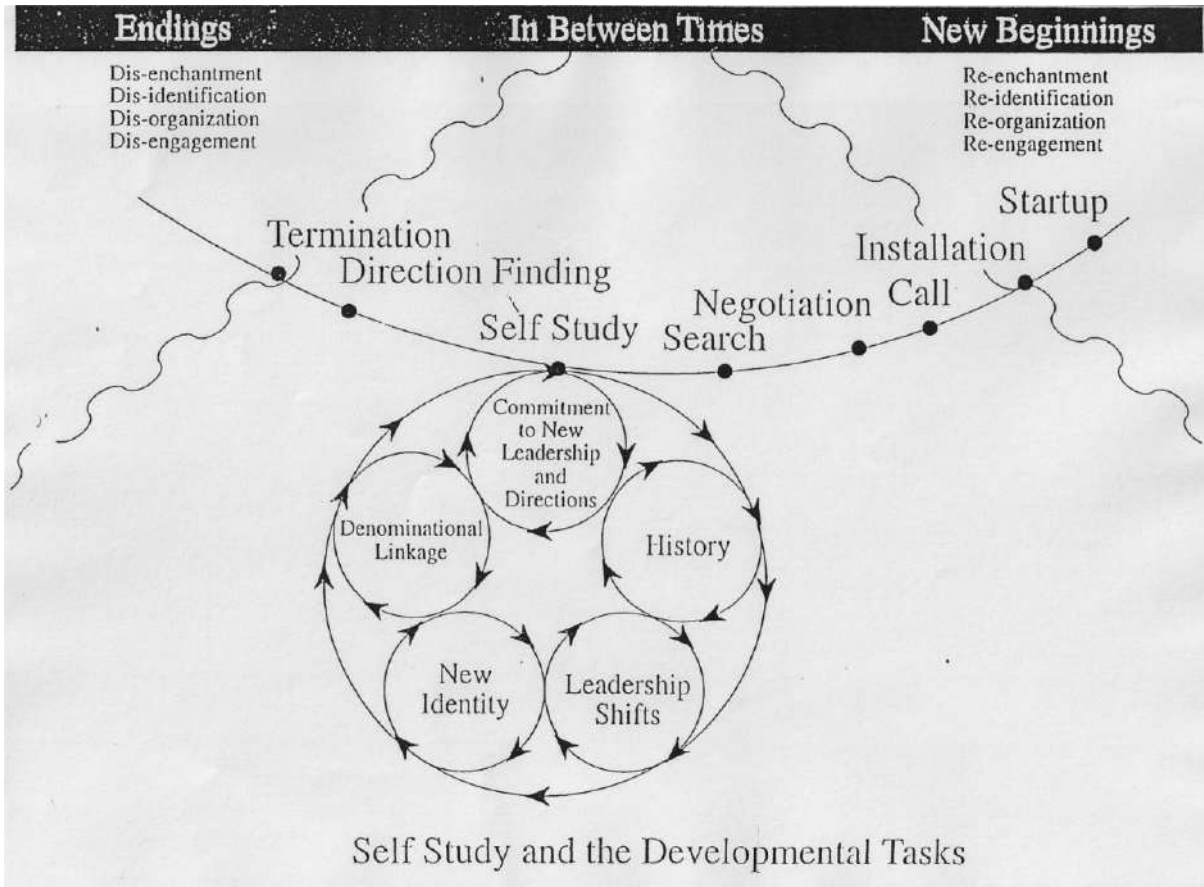 Endings
In Between Times
New Beginnings
Dis-enchantment
Dis-identification
Dis-organization
Dis-engagement
Re-enchantment
Re-identification
Re-organization
Re-engagement
Termination
Direction Finding
Self Study
Search
Negotiation
Call
Installation
Startup
Commitment
to New
Leadership
and
Directions
History
Leadership
Shifts
New
Identity
Denominational
Linkage
Self Study and the Developmental Tasks